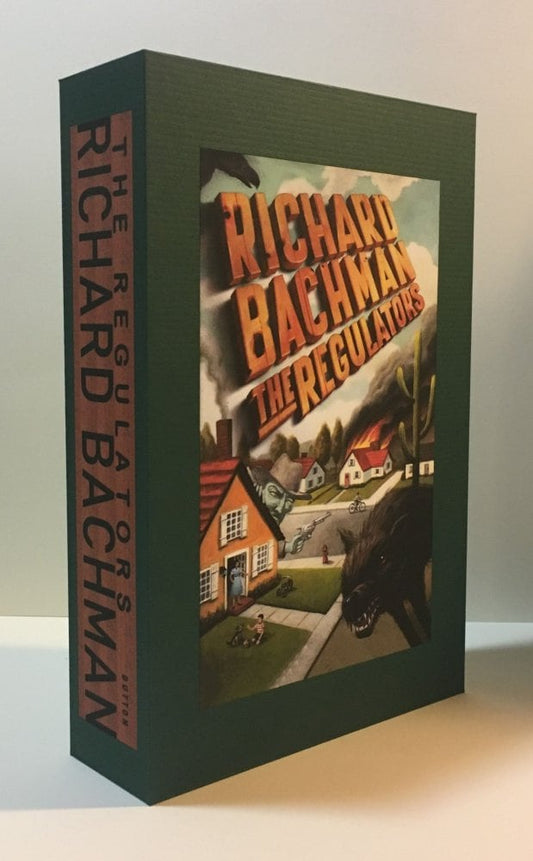 THE REGULATORS
RICHARD BACHMAN
DUTTON
RICHARD
BACHMAN
THE REGULATORS